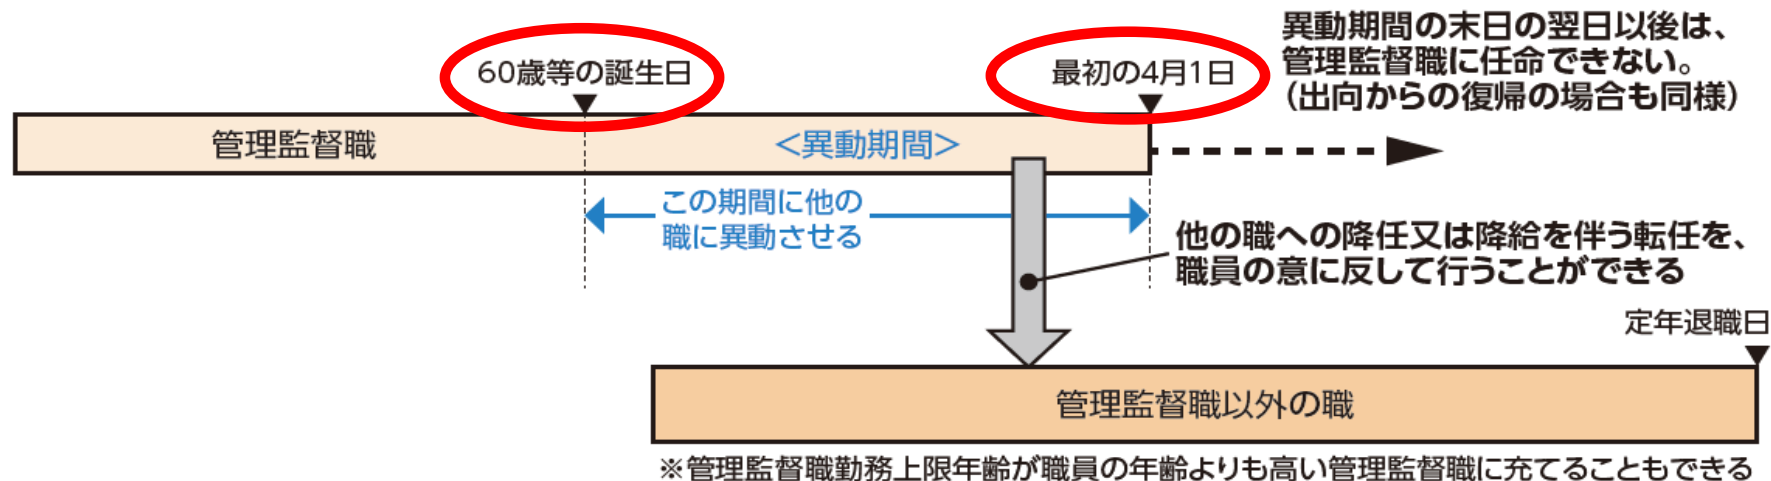 60歳等の誕生日
最初の4月1日
異動期間の末日の翌日以後は、
管理監督職に任命できない。
（出向からの復帰の場合も同様）
管理監督職
＜異動期間＞
この期間に他の
職に異動させる
他の職への降任又は降給を伴う転任を、
職員の意に反して行うことができる
定年退職日
管理監督職以外の職
※管理監督職勤務上限年齢が職員の年齢よりも高い管理監督職に充てることもできる